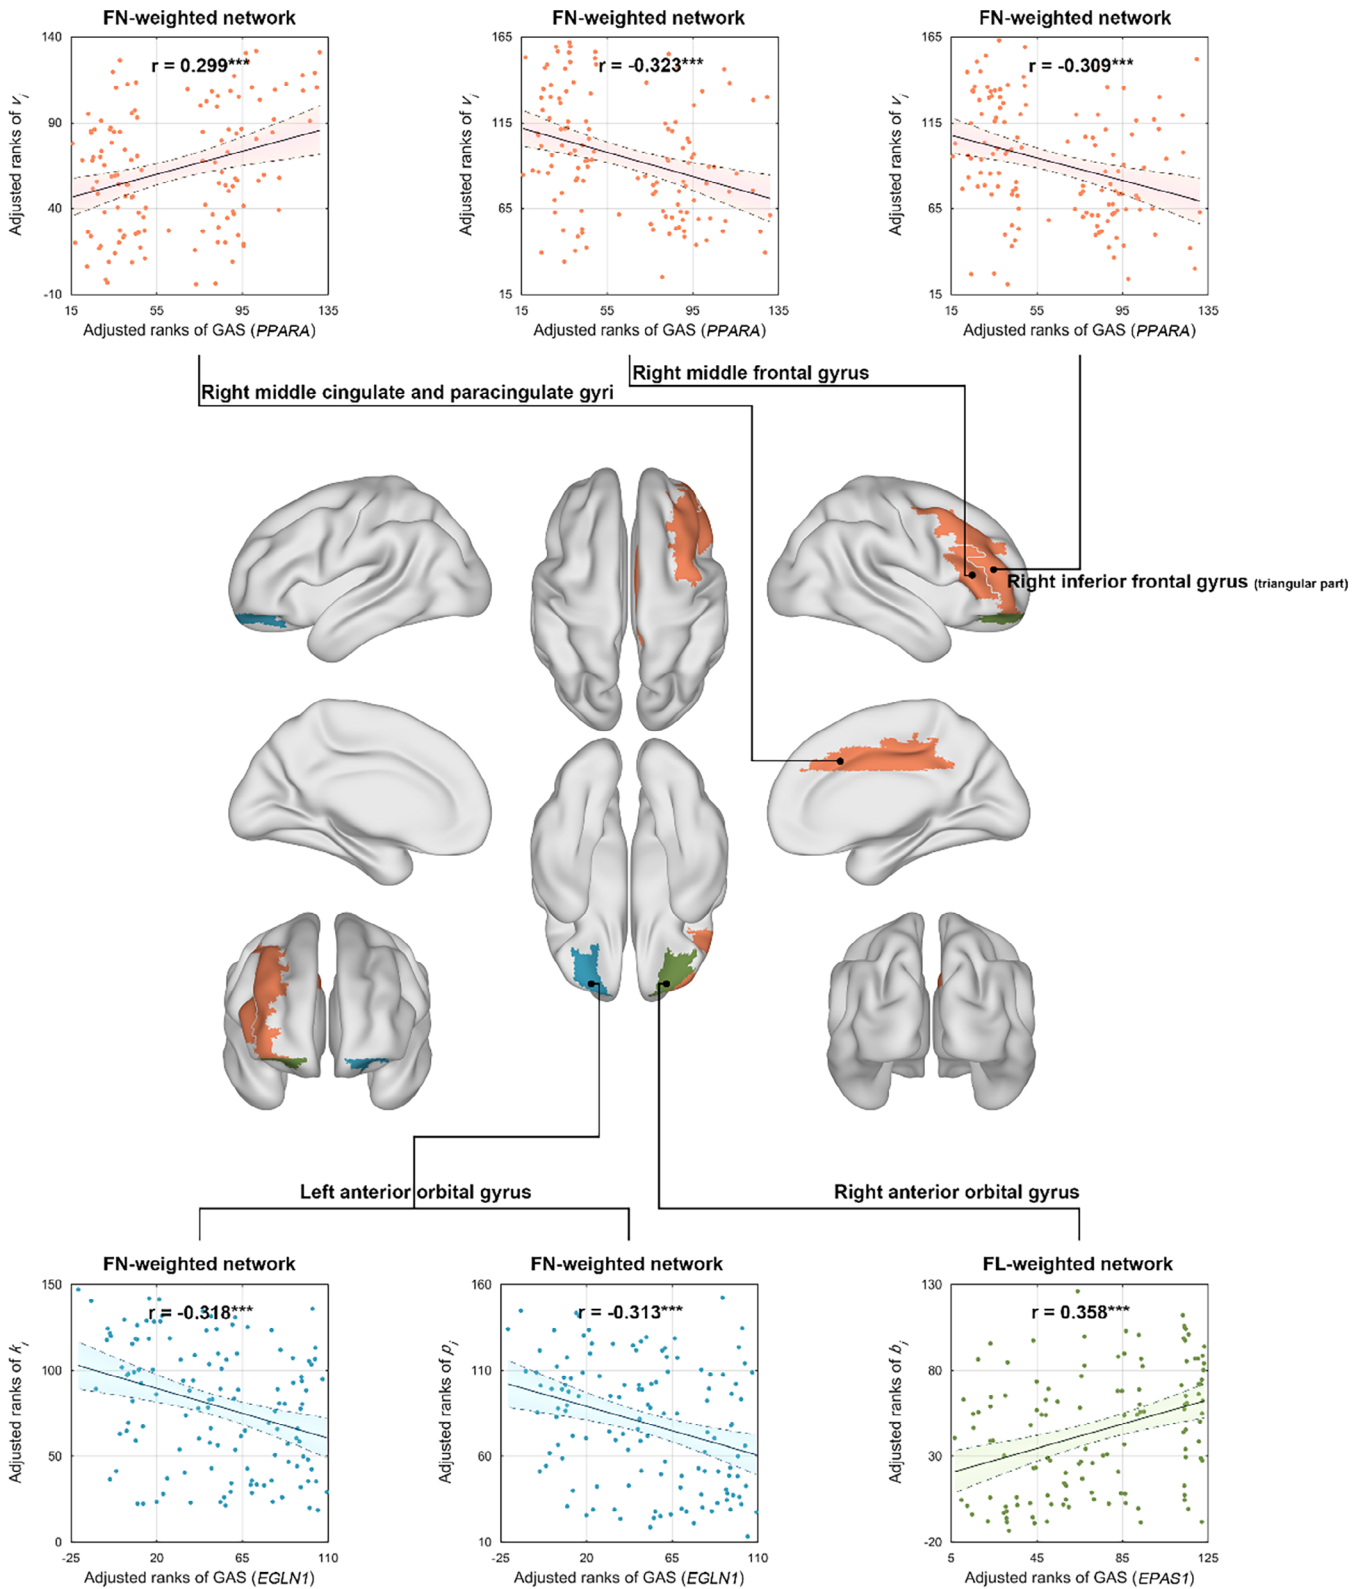 FN-weighted network
FN-weighted network
FN-weighted network
r = 0.299***
r = -0.323***
r = -0.309***
Adjusted ranks of vi
140
90
40
-10
15
55
95
135
Adjusted ranks of GAS (PPARA)
Adjusted ranks of vi
165
115
65
15
15
55
95
135
Adjusted ranks of GAS (PPARA)
Adjusted ranks of vi
165
115
65
15
15
55
95
135
Adjusted ranks of GAS (PPARA)
Right middle frontal gyrus
Right middle cingulate and paracingulate gyri
Right inferior frontal gyrus (triangular part)
Left anterior orbital gyrus
Right anterior orbital gyrus
FN-weighted network
FN-weighted network
FL-weighted network
r = -0.318***
r = -0.313***
r = 0.358***
Adjusted ranks of ki
150
100
50
0
-25
20
65
110
Adjusted ranks of GAS (EGLN1)
Adjusted ranks of pi
160
110
60
10
-25
20
65
110
Adjusted ranks of GAS (EGLN1)
Adjusted ranks of bi
130
80
30
-20
5
45
85
125
Adjusted ranks of GAS (EPAS1)